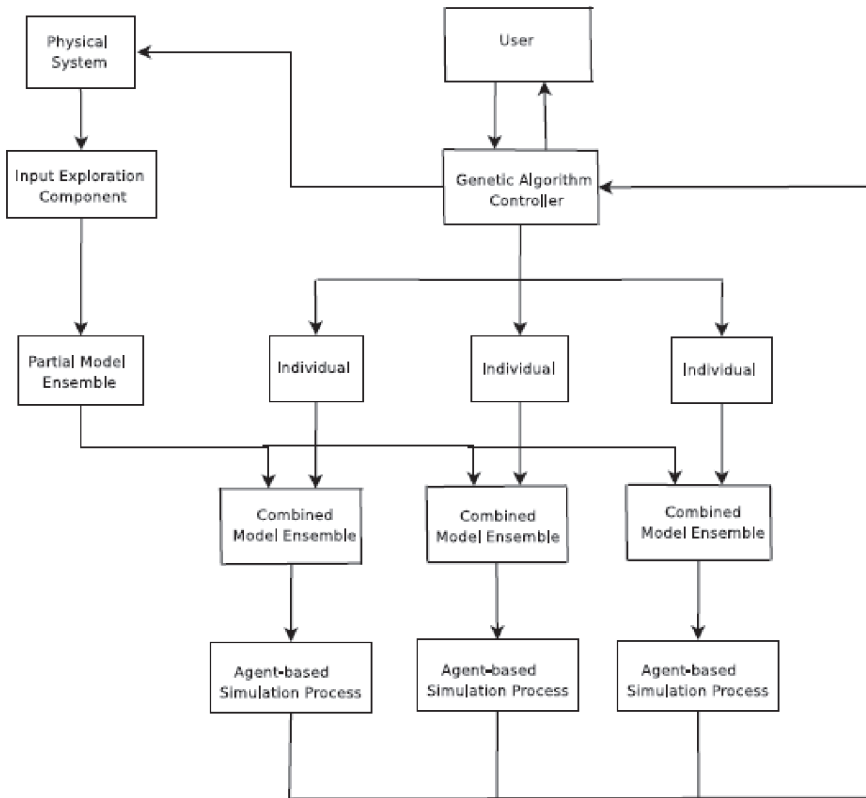 Physical
System
User
Input Exploration
Component
Genetic Algorithm
Controller
Partial Model
Ensemble
Individual
Individual
Individual
Combined
Model Ensemble
Combined
Model Ensemble
Combined
Model Ensemble
Agent-based
Simulation Process
Agent-based
Simulation Process
Agent-based
Simulation Process